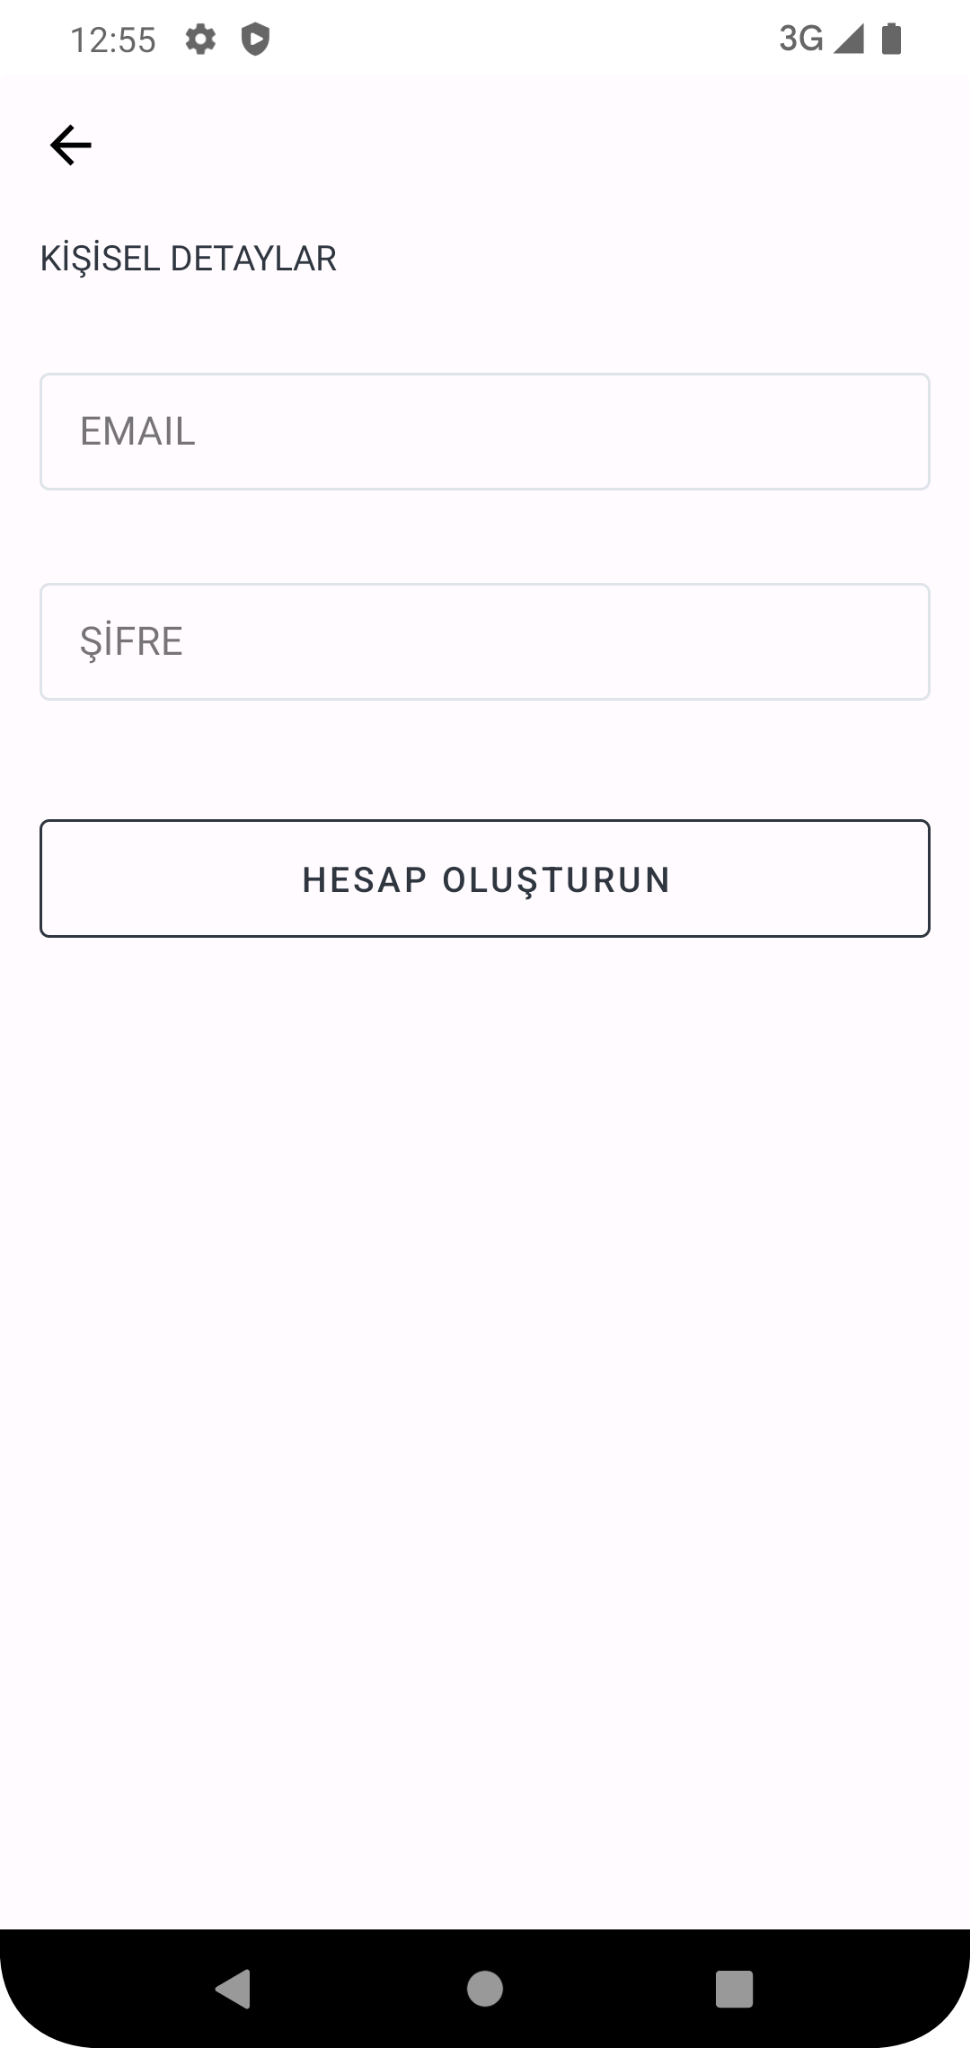 12:55 3G
KİŞİSEL DETAYLAR
EMAIL
ŞİFRE
HESAP OLUŞTURUN